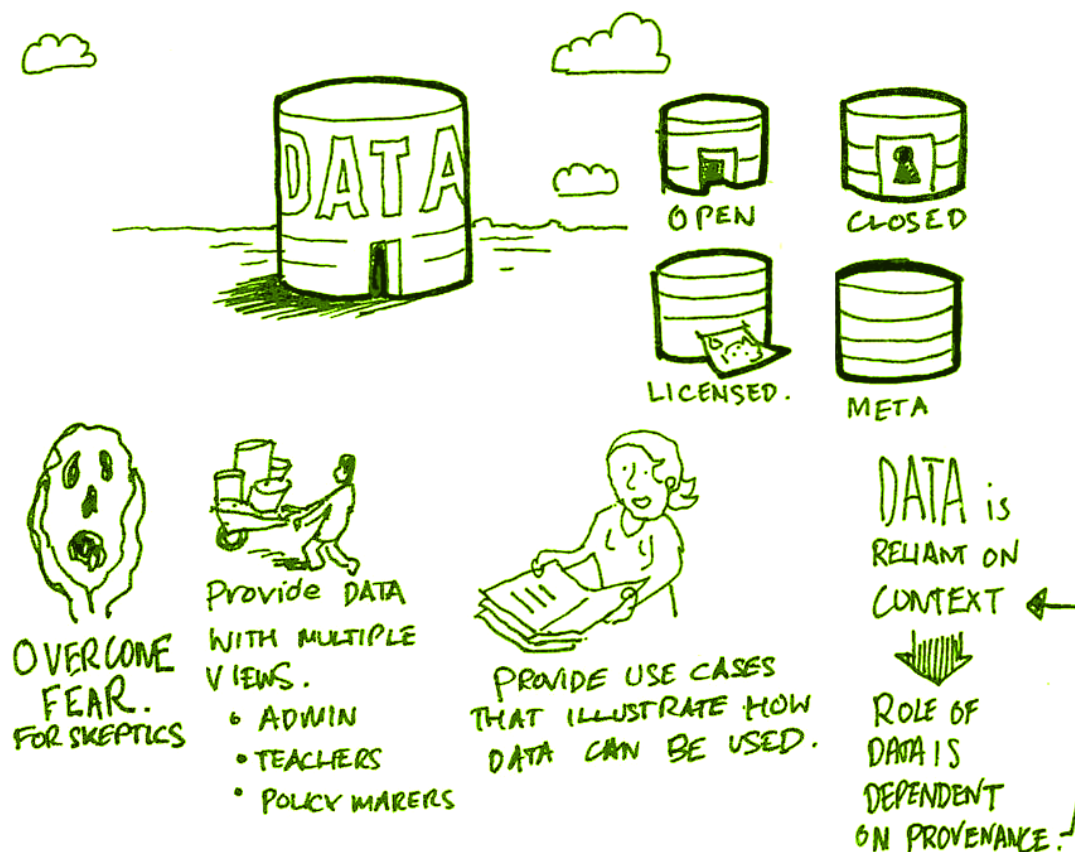 DATA
OPEN
CLOSED
LICENSED.
META
OVERCOME
FEAR.
FOR SKEPTICS
Provide DATA
WITH MULTIPLE
VIEWS.
• ADMIN
• TEACHERS
• POLICY MAKERS
PROVIDE USE CASES
THAT ILLUSTRATE HOW
DATA CAN BE USED.
DATA is
RELIANT ON
CONTEXT
ROLE OF
DATA IS
DEPENDENT
ON PROVENANCE.